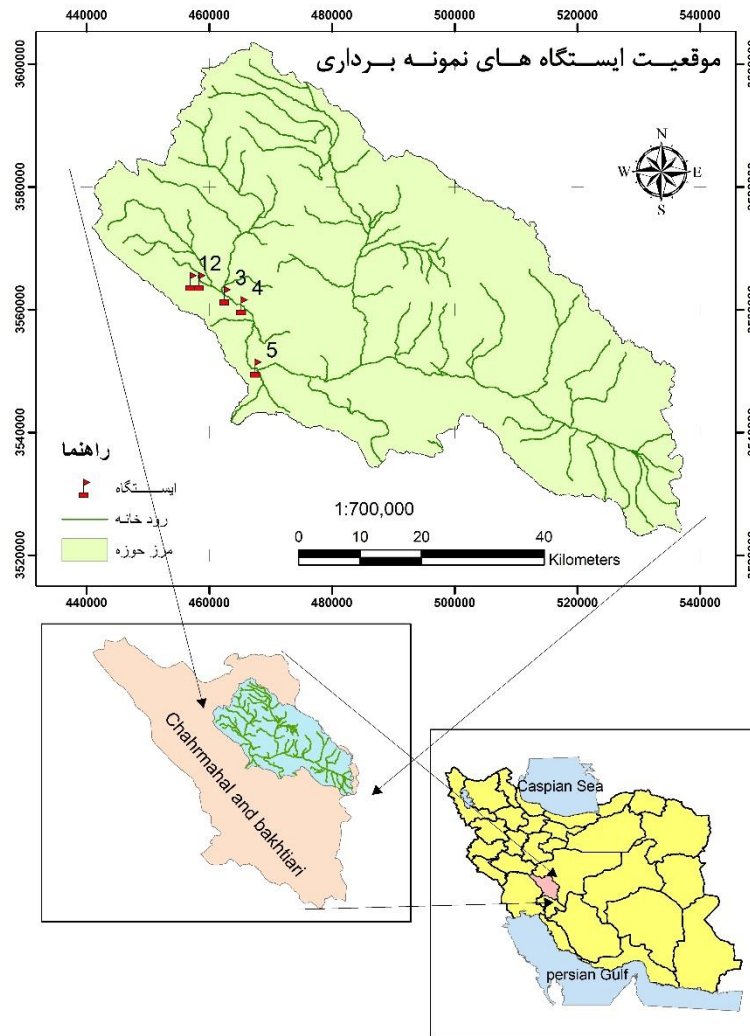 440000 460000 480000 500000 520000 540000
موقعیت ایستگاه های نمونه برداری
3600000
N
W E
S
3580000
12
3
4
3560000
5
3540000
راهنما
ایستگاه
رود خانه
مرز حوزه
1:700,000
0 10 20 40
Kilometers
3520000
440000 460000 480000 500000 520000 540000
Chahrmahal and bakhtiari
Caspian Sea
persian Gulf